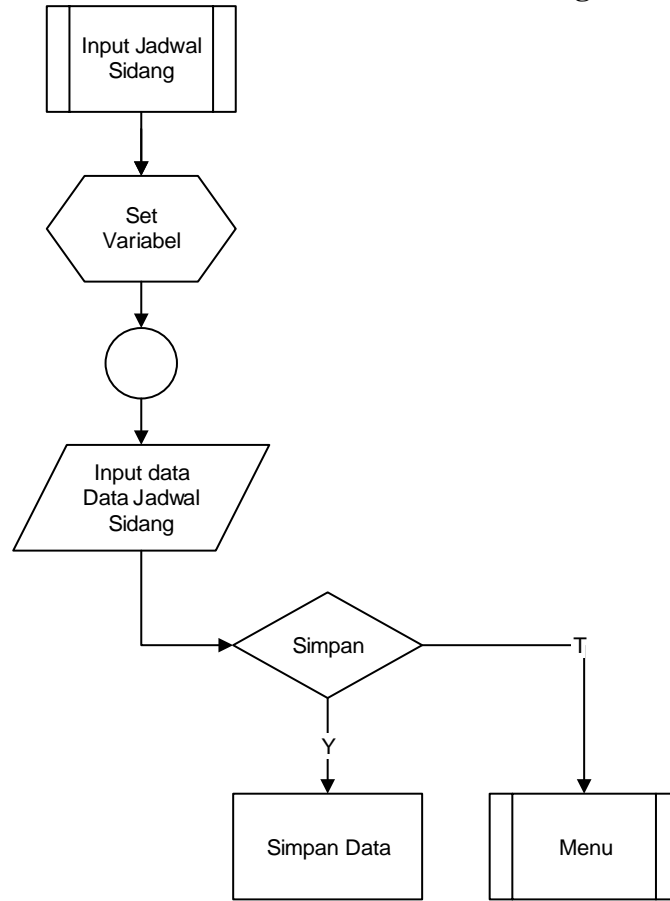 Input Jadwal
Sidang
Set
Variabel
Input data
Data Jadwal
Sidang
Simpan
T
Y
Simpan Data
Menu